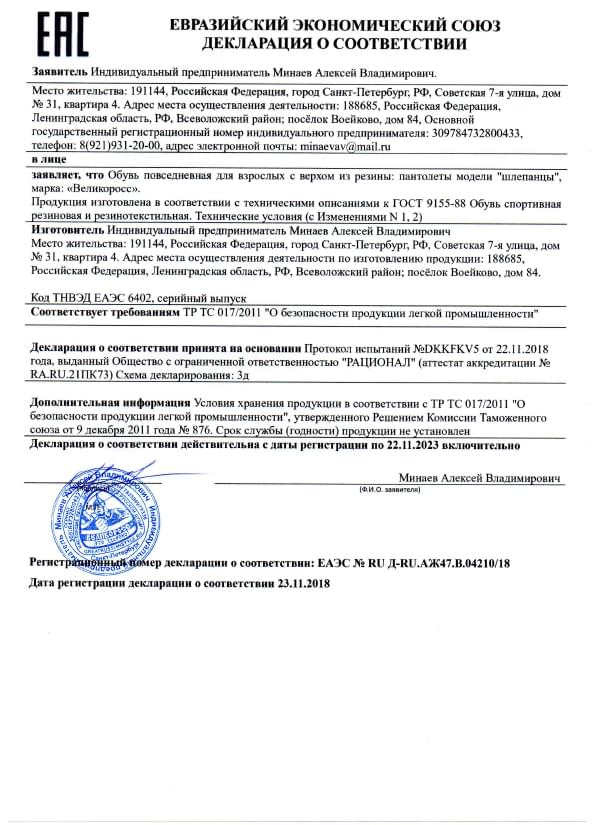 EAC
ЕВРАЗИЙСКИЙ ЭКОНОМИЧЕСКИЙ СОЮЗ
ДЕКЛАРАЦИЯ О СООТВЕТСТВИИ
Заявитель Индивидуальный предприниматель Минаев Алексей Владимирович.
Место жительства: 191144, Российская Федерация, город Санкт-Петербург, РФ, Советская 7-я улица, дом
№ 31, квартира 4. Адрес места осуществления деятельности: 188685, Российская Федерация,
Ленинградская область, РФ, Всеволожский район; посёлок Воейково, дом 84, Основной
государственный регистрационный номер индивидуального предпринимателя: 309784732800433,
телефон: 8(921)931-20-00, адрес электронной почты: minaevav@mail.ru
в лице
заявляет, что Обувь повседневная для взрослых с верхом из резины: пантолеты модели "шлепанцы",
марка: «Великоросс».
Продукция изготовлена в соответствии с техническими описаниями к ГОСТ 9155-88 Обувь спортивная
резиновая и резинотекстильная. Технические условия (с Изменениями N 1, 2)
Изготовитель Индивидуальный предприниматель Минаев Алексей Владимирович
Место жительства: 191144, Российская Федерация, город Санкт-Петербург, РФ, Советская 7-я улица, дом
№ 31, квартира 4. Адрес места осуществления деятельности по изготовлению продукции: 188685,
Российская Федерация, Ленинградская область, РФ, Всеволожский район; посёлок Воейково, дом 84.
Код ТНВЭД ЕАЭС 6402, серийный выпуск
Соответствует требованиям ТР ТС 017/2011 "О безопасности продукции легкой промышленности"
Декларация о соответствии принята на основании Протокол испытаний №DKKFKV5 от 22.11.2018
года, выданный Общество с ограниченной ответственностью "РАЦИОНАЛ" (аттестат аккредитации №
RA.RU.21ПК73) Схема декларирования: 3д
Дополнительная информация Условия хранения продукции в соответствии с ТР ТС 017/2011 "О
безопасности продукции легкой промышленности", утвержденного Решением Комиссии Таможенного
союза от 9 декабря 2011 года № 876. Срок службы (годности) продукции не установлен
Декларация о соответствии действительна с даты регистрации по 22.11.2023 включительно
Минаев Алексей Владимирович
(Ф.И.О. заявителя)
М.П.
Минаев Алексей Владимирович
ВЕЛИКОРОСС
Санкт-Петербург
Регистрационный номер декларации о соответствии: ЕАЭС № RU Д-RU.АЖ47.В.04210/18
Дата регистрации декларации о соответствии 23.11.2018